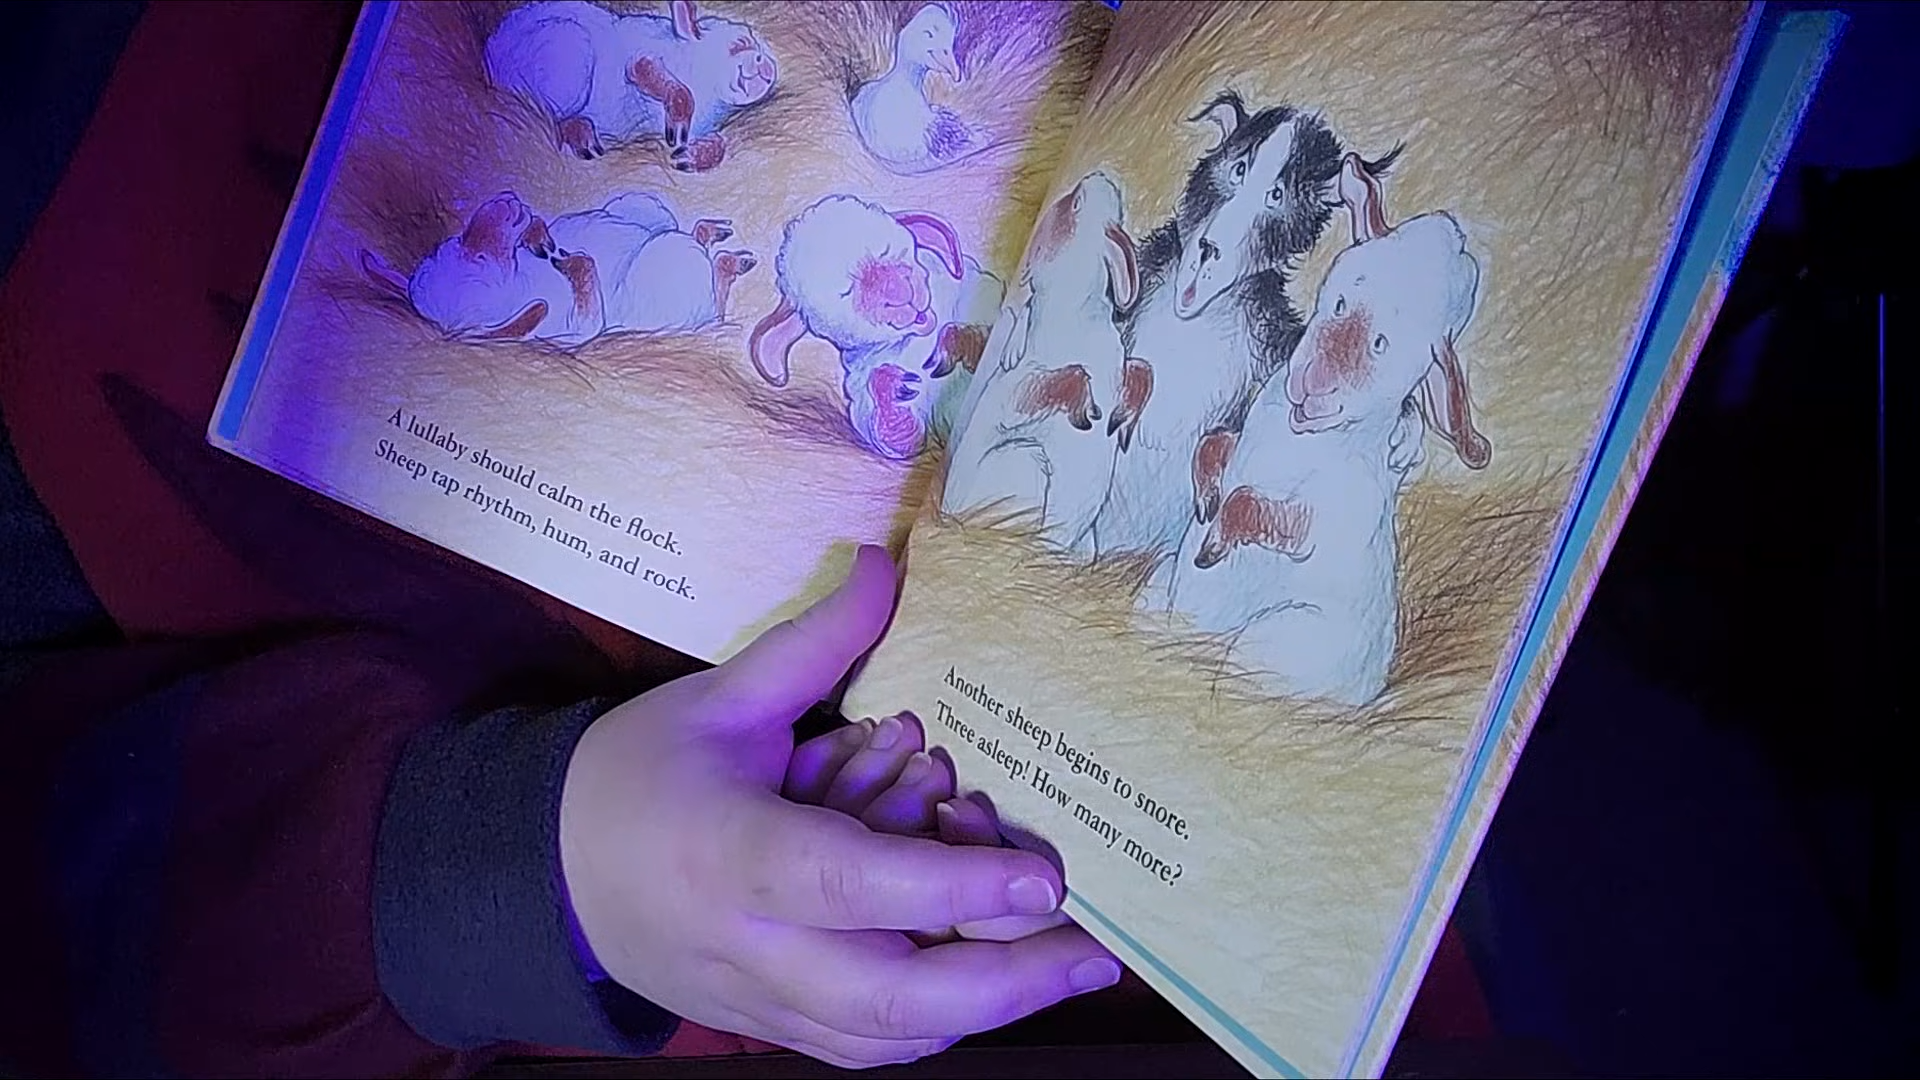 A lullaby should calm the flock.
Sheep tap rhythm, hum, and rock.
Another sheep begins to snore.
Three asleep! How many more?